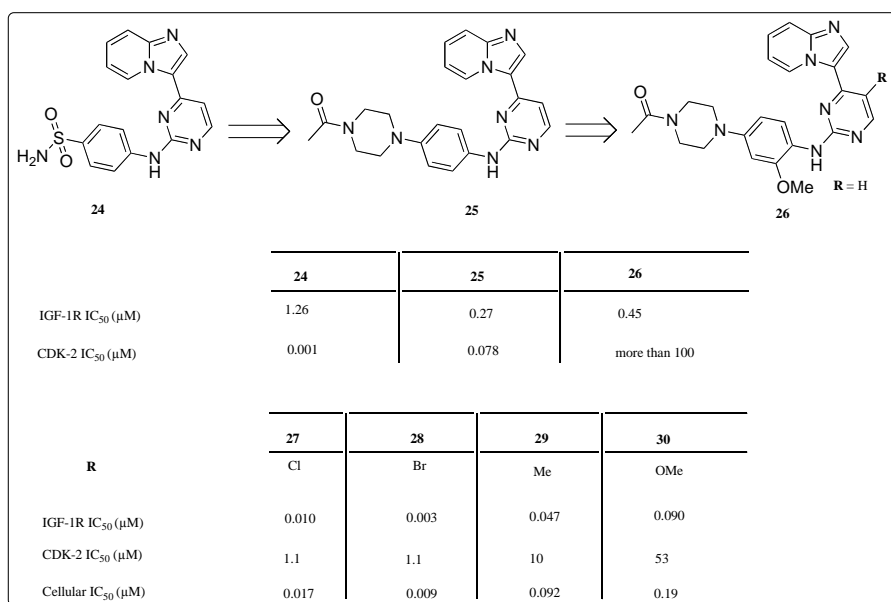 N
N
N
N
N
H
O
S
O
H₂N
24
N
N
N
N
N
H
N
N
O
25
N
N
R
N
N
N
H
N
N
O
OMe
R = H
26
24 25 26
IGF-1R IC₅₀ (µM) 1.26 0.27 0.45
CDK-2 IC₅₀ (µM) 0.001 0.078 more than 100
27 28 29 30
R Cl Br Me OMe
IGF-1R IC₅₀ (µM) 0.010 0.003 0.047 0.090
CDK-2 IC₅₀ (µM) 1.1 1.1 10 53
Cellular IC₅₀ (µM) 0.017 0.009 0.092 0.19